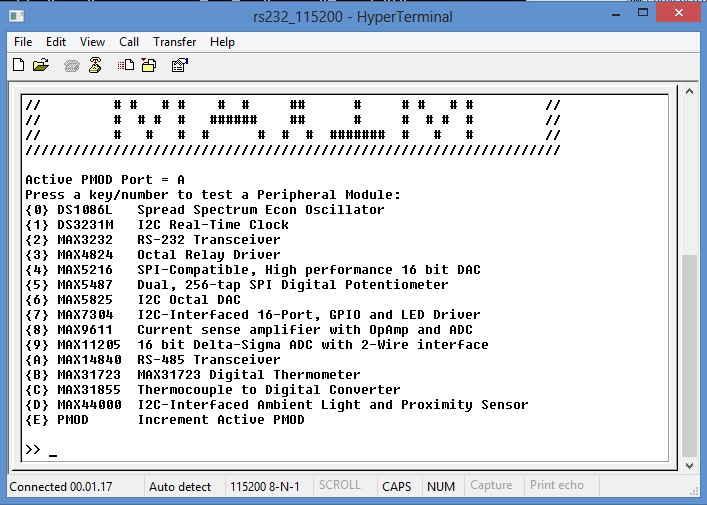 rs232_115200 - HyperTerminal
File Edit View Call Transfer Help
//         # #   # #    #  #     ##      #     # #   # #         //
//         #  # #  #   ######    ##      #     #  # #  #         //
//         #   #   #  #      #  #  #  #######  #   #   #         //
///////////////////////////////////////////////////////////////////
Active PMOD Port = A
Press a key/number to test a Peripheral Module:
{0} DS1086L Spread Spectrum Econ Oscillator
{1} DS3231M I2C Real-Time Clock
{2} MAX3232 RS-232 Transceiver
{3} MAX4824 Octal Relay Driver
{4} MAX5216 SPI-Compatible, High performance 16 bit DAC
{5} MAX5487 Dual, 256-tap SPI Digital Potentiometer
{6} MAX5825 I2C Octal DAC
{7} MAX7304 I2C-Interfaced 16-Port, GPIO and LED Driver
{8} MAX9611 Current sense amplifier with OpAmp and ADC
{9} MAX11205 16 bit Delta-Sigma ADC with 2-Wire interface
{A} MAX14840 RS-485 Transceiver
{B} MAX31723 MAX31723 Digital Thermometer
{C} MAX31855 Thermocouple to Digital Converter
{D} MAX44000 I2C-Interfaced Ambient Light and Proximity Sensor
{E} PMOD Increment Active PMOD
>> _
Connected 00.01.17 Auto detect 115200 8-N-1 SCROLL CAPS NUM Capture Print echo